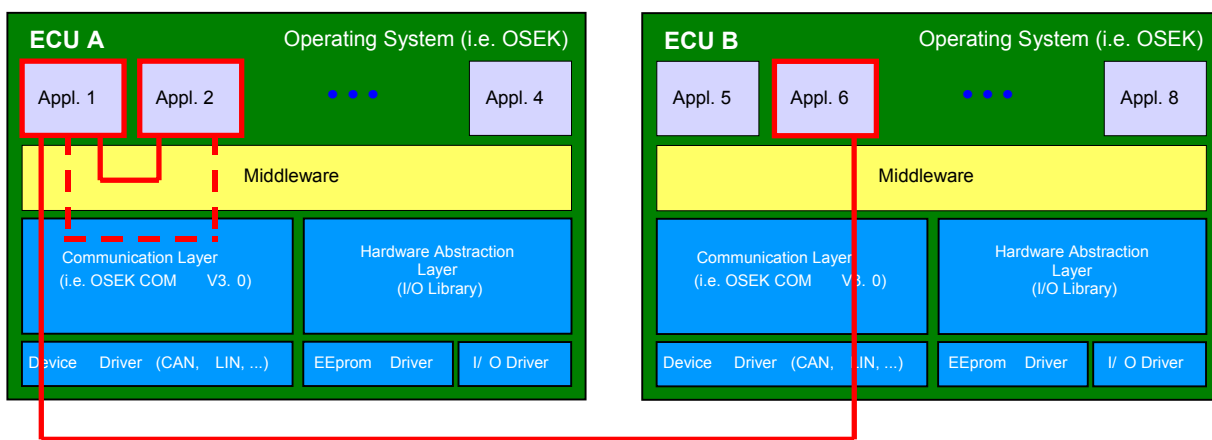 ECU A Operating System (i.e. OSEK)
Appl. 1 Appl. 2 Appl. 4
Middleware
Communication Layer
(i.e. OSEK COM V3. 0)
Hardware Abstraction
Layer
(I/O Library)
Device Driver (CAN, LIN, ...) EEprom Driver I/ O Driver
ECU B Operating System (i.e. OSEK)
Appl. 5 Appl. 6 Appl. 8
Middleware
Communication Layer
(i.e. OSEK COM V3. 0)
Hardware Abstraction
Layer
(I/O Library)
Device Driver (CAN, LIN, ...) EEprom Driver I/ O Driver